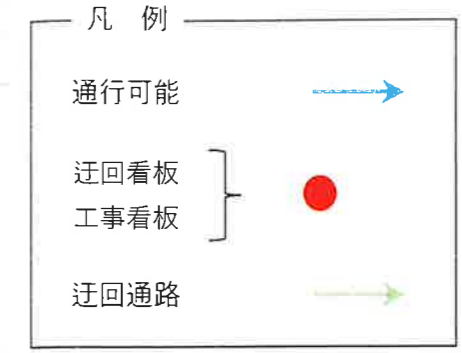 凡 例
通行可能
迂回看板
工事看板
迂回通路